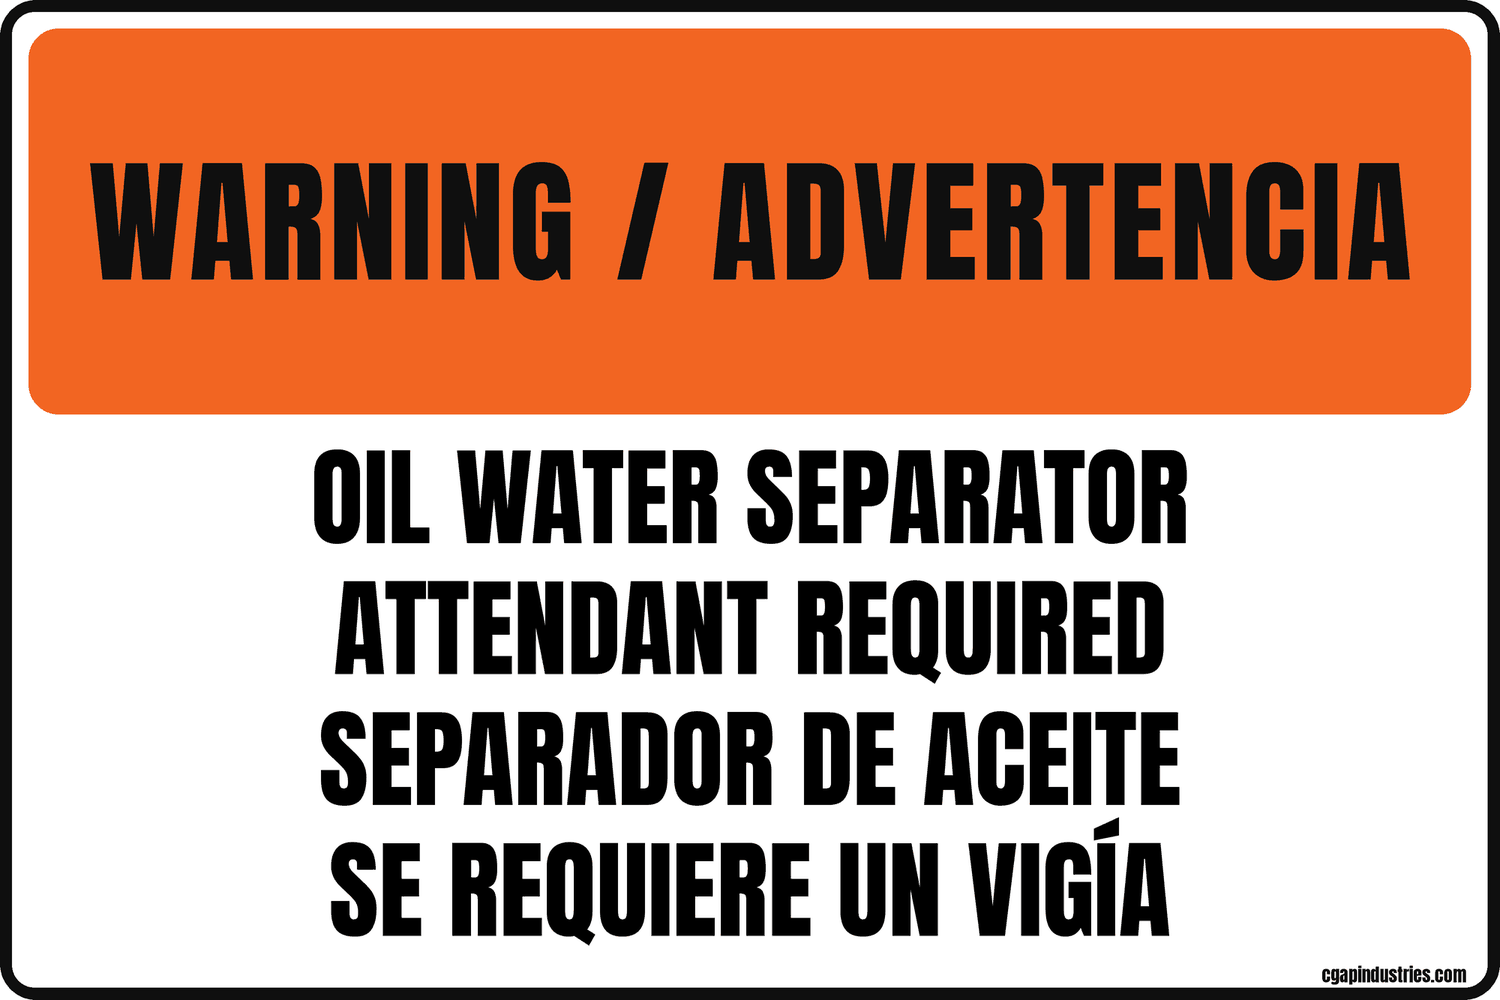 WARNING / ADVERTENCIA
OIL WATER SEPARATOR
ATTENDANT REQUIRED
SEPARADOR DE ACEITE
SE REQUIERE UN VIGÍA
cgapindustries.com